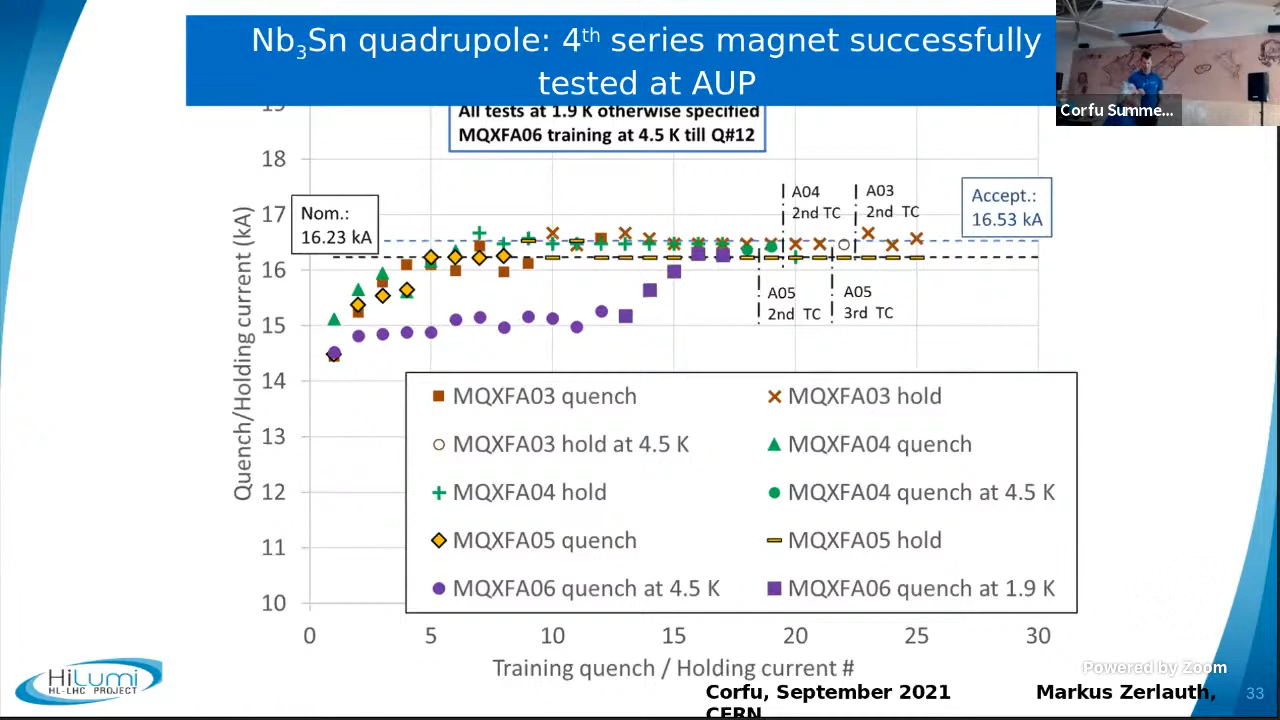 Nb3Sn quadrupole: 4th series magnet successfully
tested at AUP
Corfu Summe...
All tests at 1.9 K otherwise specified
MQXFA06 training at 4.5 K till Q#12
Quench/Holding current (kA)
18
17
16
15
14
13
12
11
10
Nom.:
16.23 kA
A04
2nd TC
A03
2nd TC
Accept.:
16.53 kA
A05
2nd TC
A05
3rd TC
MQXFA03 quench
MQXFA03 hold
MQXFA03 hold at 4.5 K
MQXFA04 quench
MQXFA04 hold
MQXFA04 quench at 4.5 K
MQXFA05 quench
MQXFA05 hold
MQXFA06 quench at 4.5 K
MQXFA06 quench at 1.9 K
0 5 10 15 20 25 30
Training quench / Holding current #
Powered by Zoom
HiLumi
HL-LHC PROJECT
Corfu, September 2021 Markus Zerlauth,
CERN
33